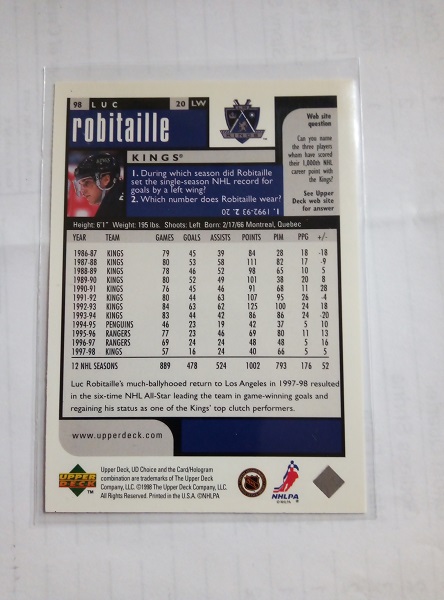 98 LUC 20 LW
robitaille
KINGS®
1. During which season did Robitaille
set the single-season NHL record for
goals by a left wing?
2. Which number does Robitaille wear?
1. 1992-93 2. 20
Web site
question
Can you name
the three players
whom have scored
their 1,000th NHL
career point with
the Kings?
See Upper
Deck web site
for answer
Height: 6'1" Weight: 195 lbs. Shoots: Left Born: 2/17/66 Montreal, Quebec
YEAR TEAM GAMES GOALS ASSISTS POINTS PIM PPG +/-
1986-87 KINGS 79 45 39 84 28 18 -18
1987-88 KINGS 80 53 58 111 82 17 -9
1988-89 KINGS 78 46 52 98 65 10 5
1989-90 KINGS 80 52 49 101 38 20 8
1990-91 KINGS 76 45 46 91 68 11 28
1991-92 KINGS 80 44 63 107 95 26 -4
1992-93 KINGS 84 63 62 125 100 24 18
1993-94 KINGS 83 44 42 86 86 24 -20
1994-95 PENGUINS 46 23 19 42 37 5 10
1995-96 RANGERS 77 23 46 69 80 11 13
1996-97 RANGERS 69 24 24 48 48 5 16
1997-98 KINGS 57 16 24 40 66 5 5
12 NHL SEASONS 889 478 524 1002 793 176 52
Luc Robitaille's much-ballyhooed return to Los Angeles in 1997-98 resulted
in the six-time NHL All-Star leading the team in game-winning goals and
regaining his status as one of the Kings' top clutch performers.
www.upperdeck.com
UPPER
DECK
™
Upper Deck, UD Choice and the Card/Hologram
combination are trademarks of The Upper Deck
Company, LLC. ©1998 The Upper Deck Company, LLC.
All Rights Reserved. Printed in the U.S.A. ©NHLPA
NHL
NHLPA